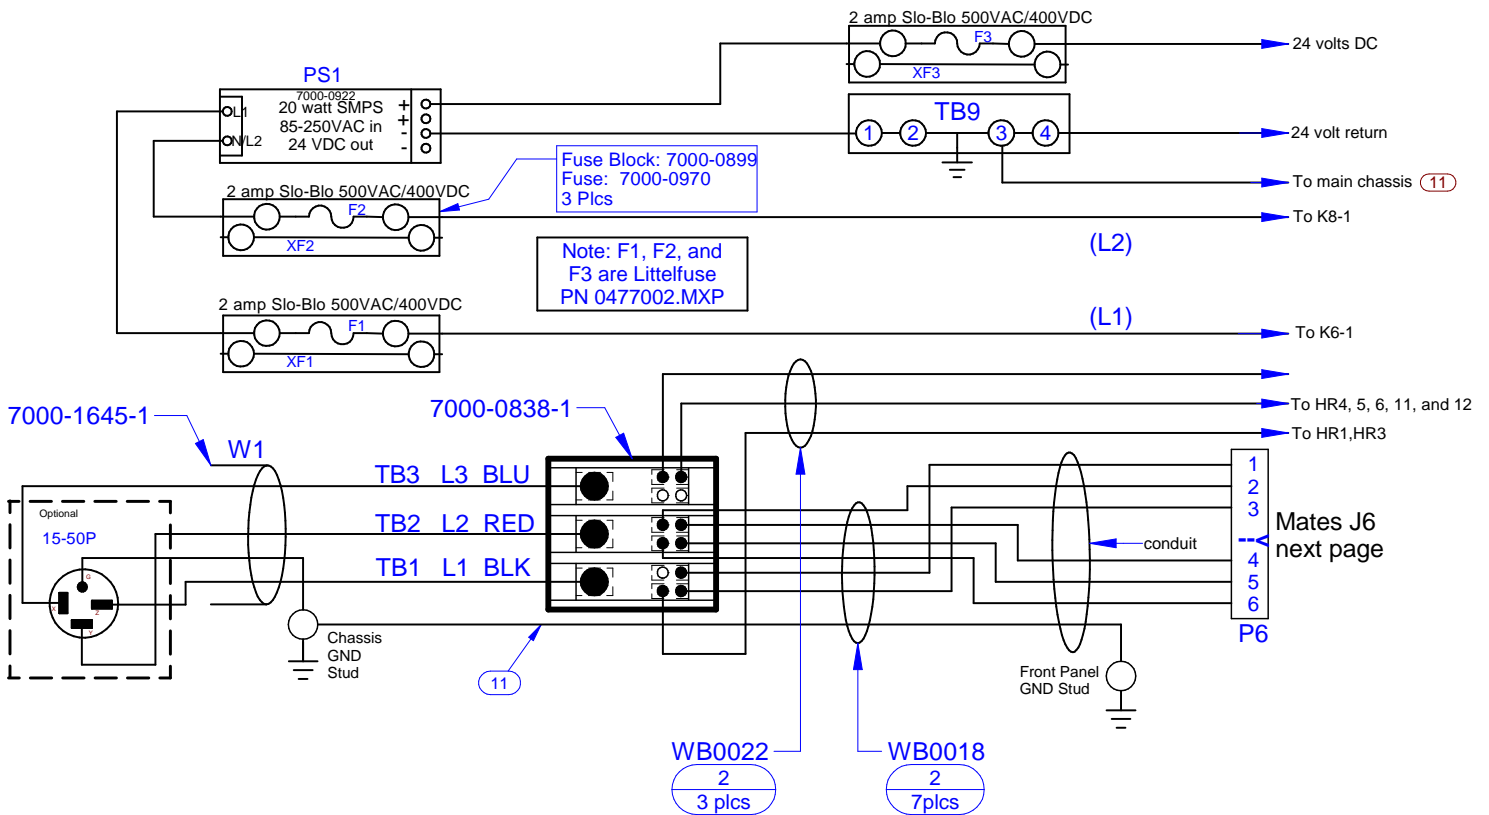 2 amp Slo-Blo 500VAC/400VDC
F3
XF3
24 volts DC
PS1
7000-0922
20 watt SMPS
85-250VAC in
24 VDC out
L1
N/L2
+
+
-
-
TB9
1 2 3 4
24 volt return
To main chassis 11
Fuse Block: 7000-0899
Fuse: 7000-0970
3 Plcs
2 amp Slo-Blo 500VAC/400VDC
F2
XF2
To K8-1
(L2)
Note: F1, F2, and
F3 are Littelfuse
PN 0477002.MXP
2 amp Slo-Blo 500VAC/400VDC
F1
XF1
(L1)
To K6-1
To HR4, 5, 6, 11, and 12
To HR1,HR3
7000-1645-1
W1
7000-0838-1
TB3 L3 BLU
TB2 L2 RED
TB1 L1 BLK
Optional
15-50P
G
X
Z
Y
Chassis
GND
Stud
11
conduit
1
2
3
4
5
6
P6
Mates J6
next page
Front Panel
GND Stud
WB0022
2
3 plcs
WB0018
2
7plcs